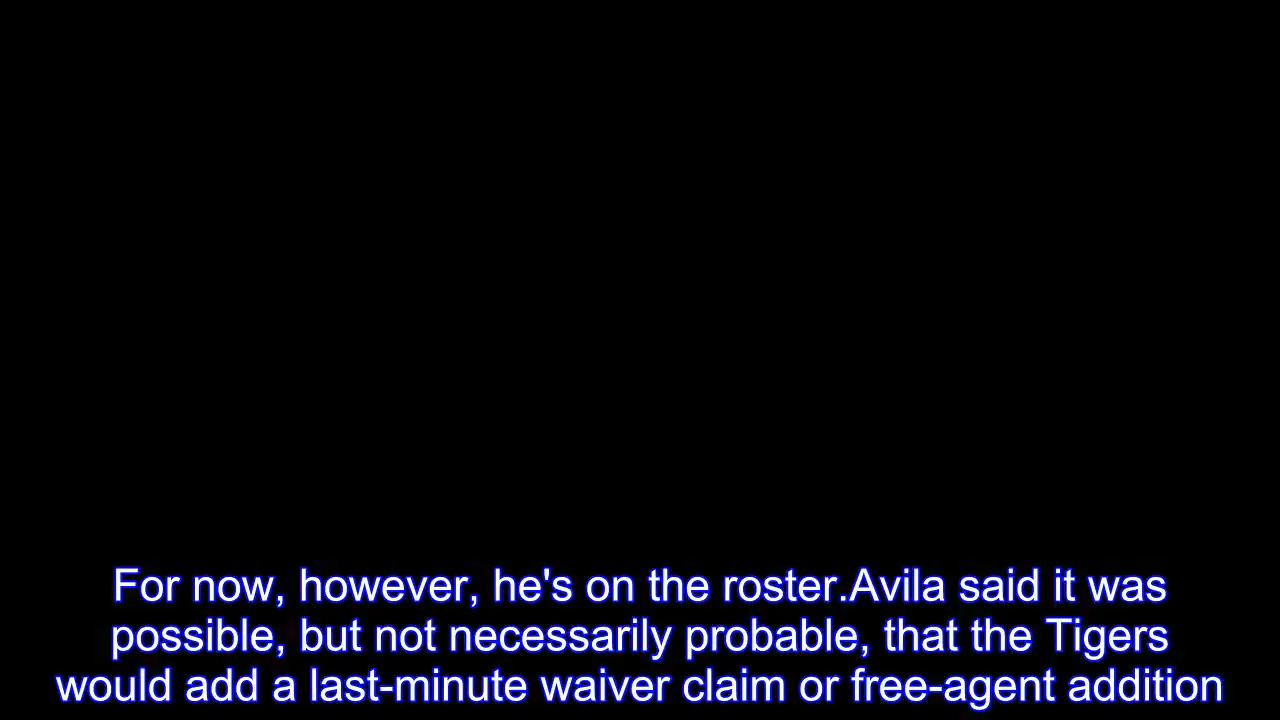 For now, however, he's on the roster.Avila said it was
possible, but not necessarily probable, that the Tigers
would add a last-minute waiver claim or free-agent addition